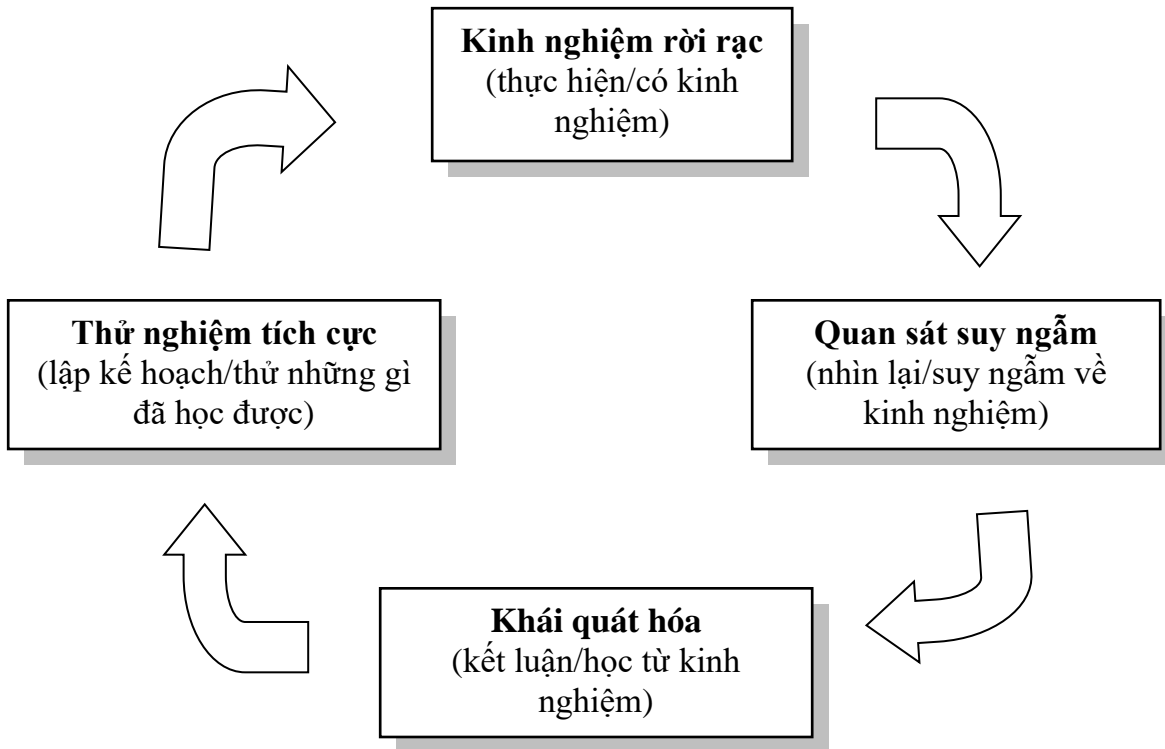 Kinh nghiệm rời rạc
(thực hiện/có kinh
nghiệm)
Thử nghiệm tích cực
(lập kế hoạch/thử những gì
đã học được)
Quan sát suy ngẫm
(nhìn lại/suy ngẫm về
kinh nghiệm)
Khái quát hóa
(kết luận/học từ kinh
nghiệm)